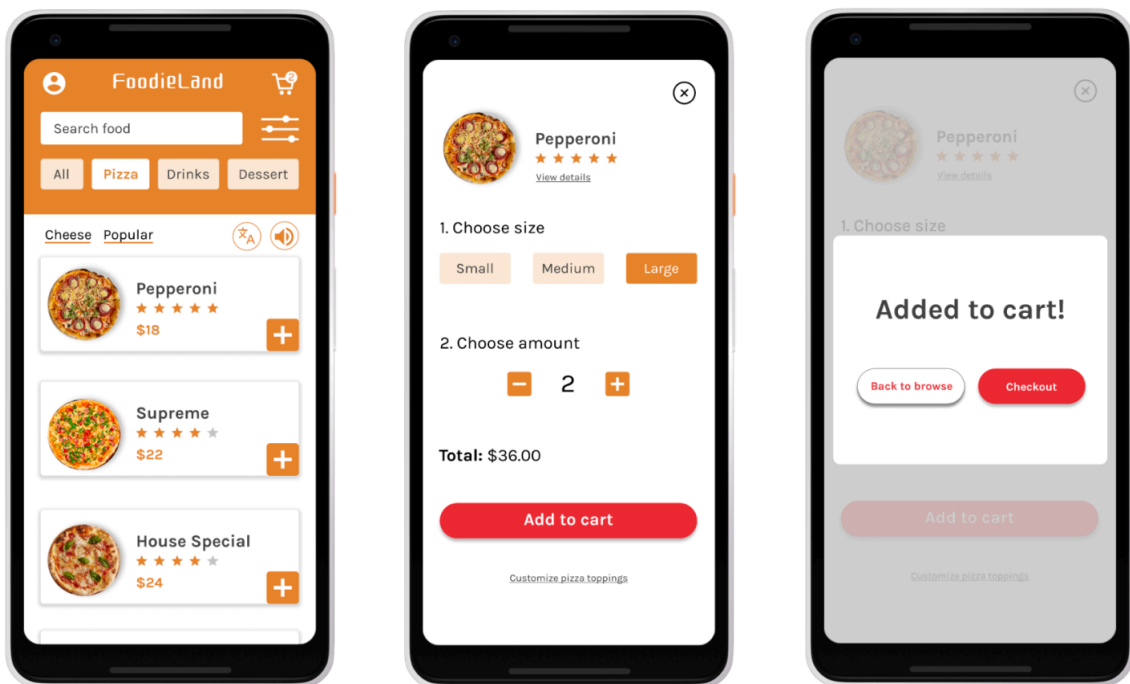 FoodieLand
2
Search food
All Pizza Drinks Dessert
Cheese Popular 文A
Pepperoni
$18
Supreme
$22
House Special
$24
Pepperoni
View details
1. Choose size
Small Medium Large
2. Choose amount
2
Total: $36.00
Add to cart
Customize pizza toppings
Pepperoni
View details
1. Choose size
Added to cart!
Back to browse Checkout
Add to cart
Customize pizza toppings